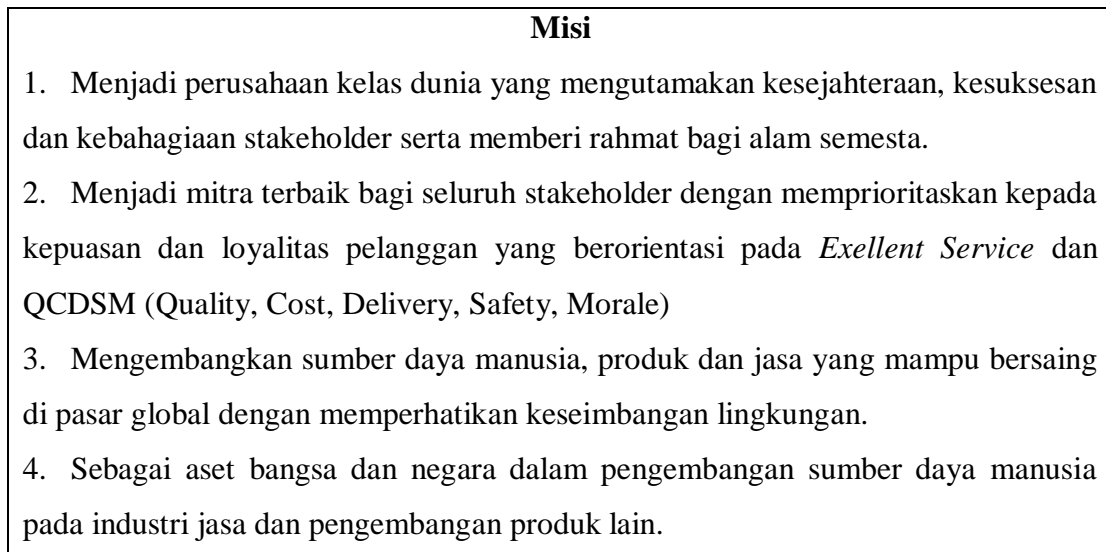 Misi
1. Menjadi perusahaan kelas dunia yang mengutamakan kesejahteraan, kesuksesan
dan kebahagiaan stakeholder serta memberi rahmat bagi alam semesta.
2. Menjadi mitra terbaik bagi seluruh stakeholder dengan memprioritaskan kepada
kepuasan dan loyalitas pelanggan yang berorientasi pada Exellent Service dan
QCDSM (Quality, Cost, Delivery, Safety, Morale)
3. Mengembangkan sumber daya manusia, produk dan jasa yang mampu bersaing
di pasar global dengan memperhatikan keseimbangan lingkungan.
4. Sebagai aset bangsa dan negara dalam pengembangan sumber daya manusia
pada industri jasa dan pengembangan produk lain.